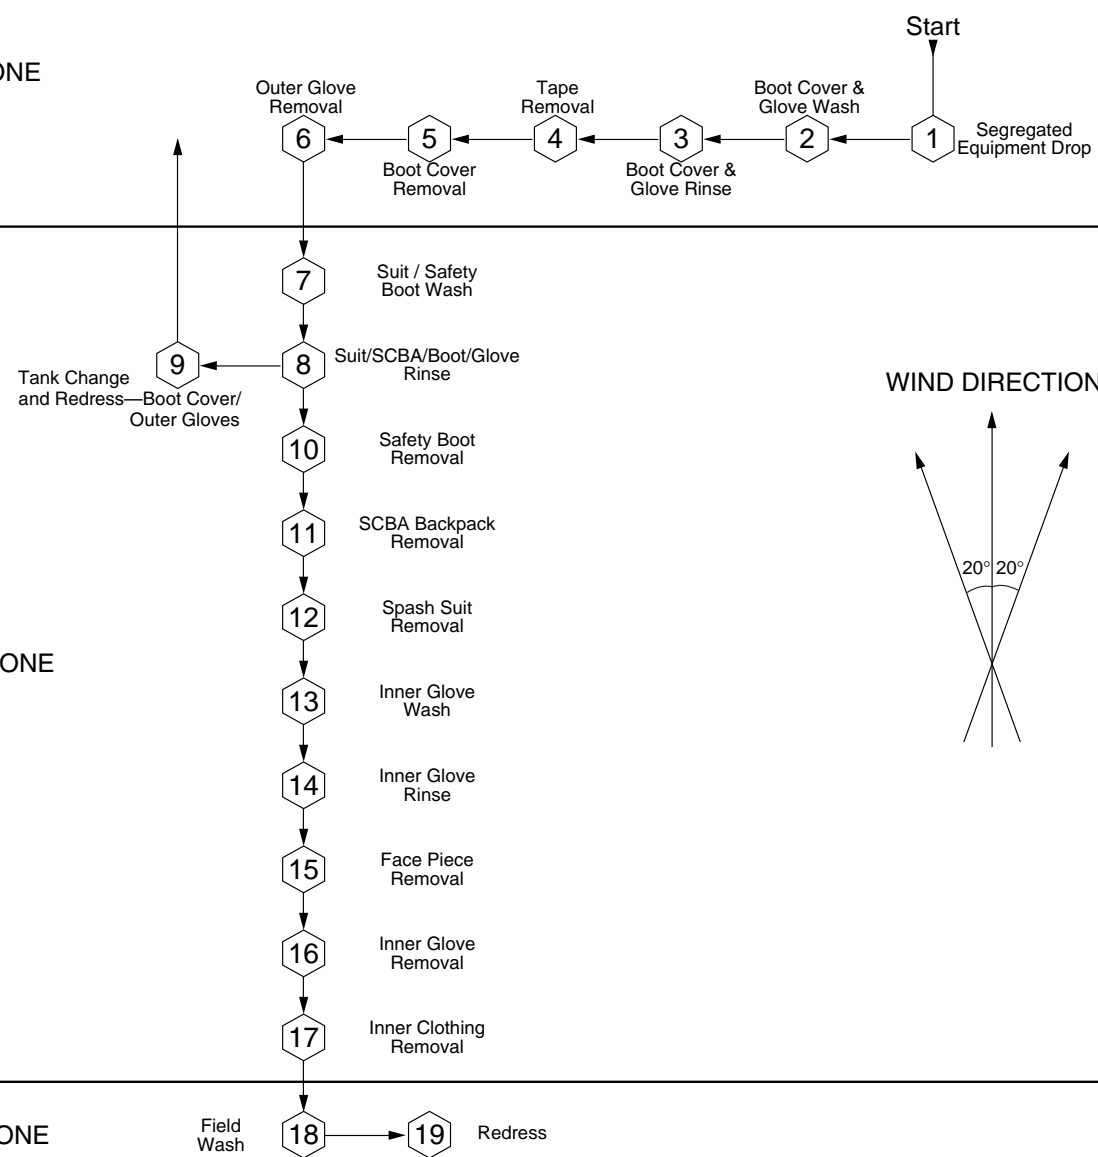 Start
ONE
Outer Glove
Removal
6
5
Boot Cover
Removal
Tape
Removal
4
3
Boot Cover &
Glove Rinse
Boot Cover &
Glove Wash
2
1
Segregated
Equipment Drop
7
Suit / Safety
Boot Wash
9
Tank Change
and Redress—Boot Cover/
Outer Gloves
8
Suit/SCBA/Boot/Glove
Rinse
WIND DIRECTION
20° 20°
10
Safety Boot
Removal
11
SCBA Backpack
Removal
12
Spash Suit
Removal
ONE
13
Inner Glove
Wash
14
Inner Glove
Rinse
15
Face Piece
Removal
16
Inner Glove
Removal
17
Inner Clothing
Removal
ONE
Field
Wash
18
19
Redress